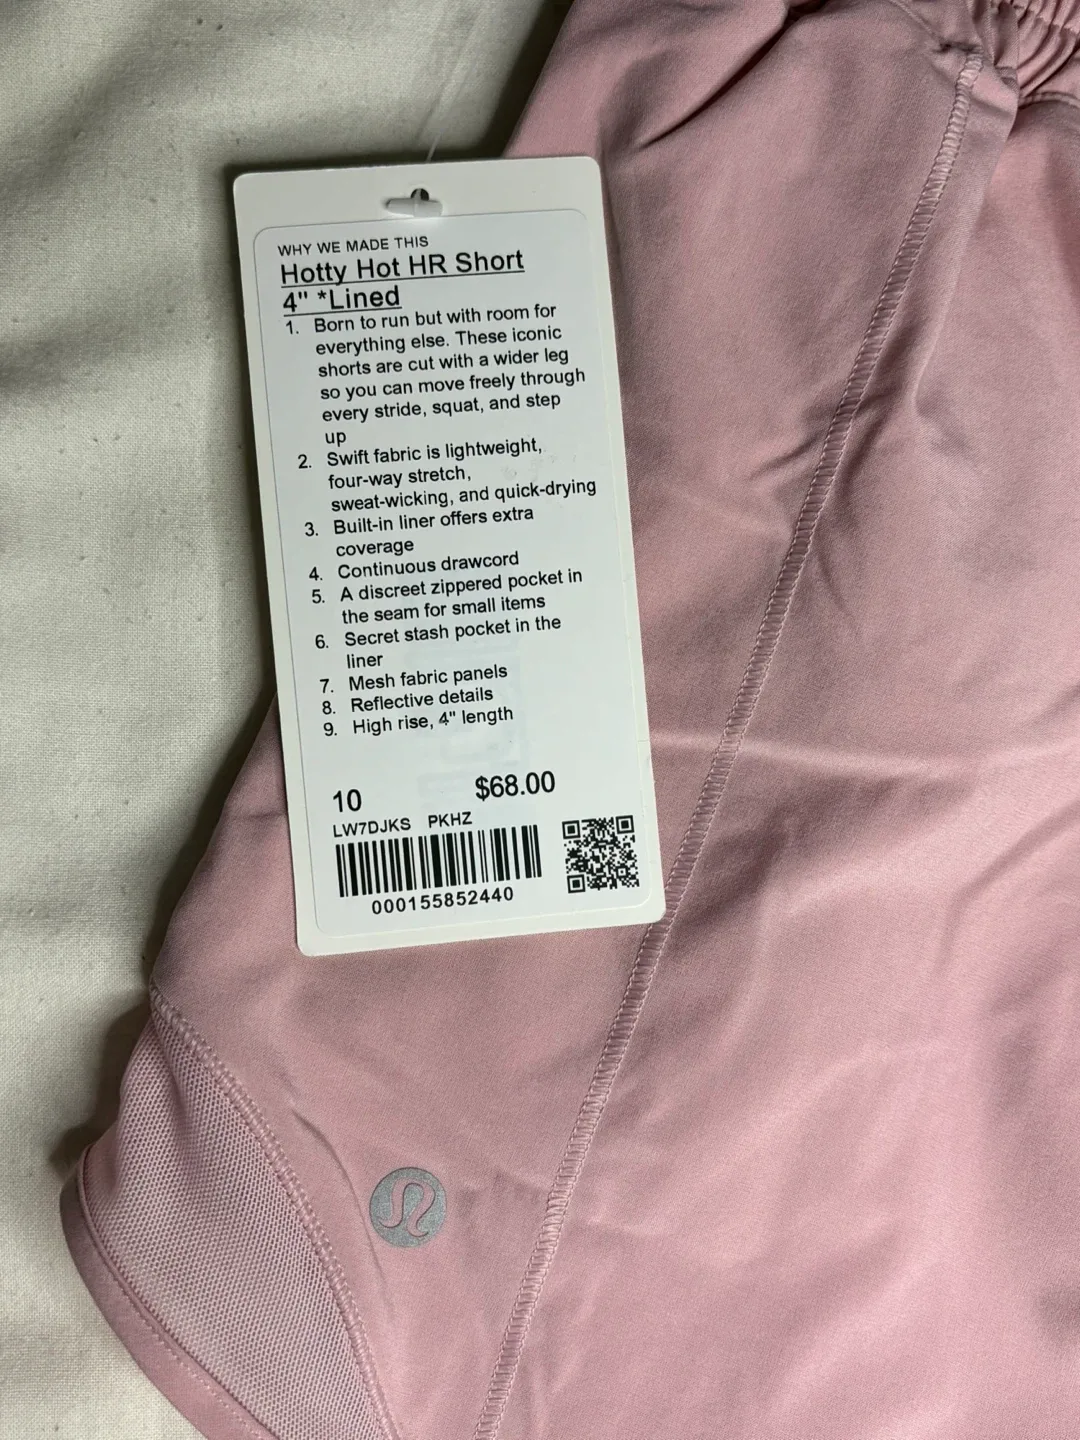 WHY WE MADE THIS
Hotty Hot HR Short
4" *Lined
1. Born to run but with room for
everything else. These iconic
shorts are cut with a wider leg
so you can move freely through
every stride, squat, and step
up
2. Swift fabric is lightweight,
four-way stretch,
sweat-wicking, and quick-drying
3. Built-in liner offers extra
coverage
4. Continuous drawcord
5. A discreet zippered pocket in
the seam for small items
6. Secret stash pocket in the
liner
7. Mesh fabric panels
8. Reflective details
9. High rise, 4" length
10 $68.00
LW7DJKS PKHZ
000155852440